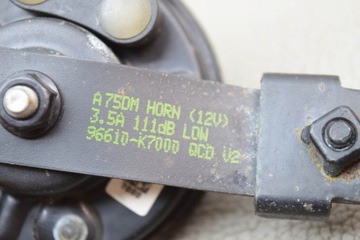 A75DM HORN (12V)
3.5A 111dB LOW
96610-K7000 QCD V2